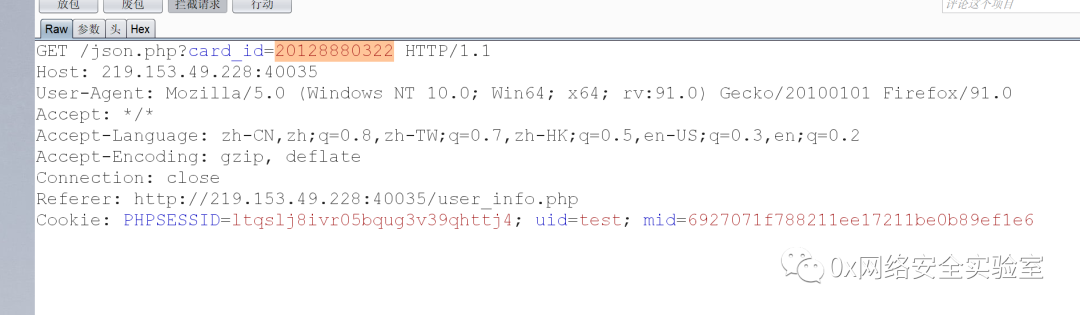 放包 废包 拦截请求 行动 评论这个项目
Raw 参数 头 Hex
GET /json.php?card_id=20128880322 HTTP/1.1
Host: 219.153.49.228:40035
User-Agent: Mozilla/5.0 (Windows NT 10.0; Win64; x64; rv:91.0) Gecko/20100101 Firefox/91.0
Accept: */*
Accept-Language: zh-CN,zh;q=0.8,zh-TW;q=0.7,zh-HK;q=0.5,en-US;q=0.3,en;q=0.2
Accept-Encoding: gzip, deflate
Connection: close
Referer: http://219.153.49.228:40035/user_info.php
Cookie: PHPSESSID=ltqslj8ivr05bqug3v39qhttj4; uid=test; mid=6927071f788211ee17211be0b89ef1e6
0x网络安全实验室